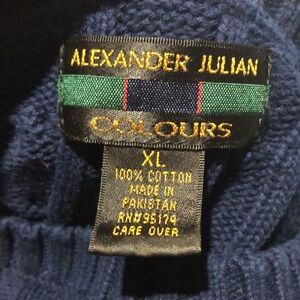 ALEXANDER JULIAN
COLOURS
XL
100% COTTON
MADE IN
PAKISTAN
RN#95174
CARE OVER